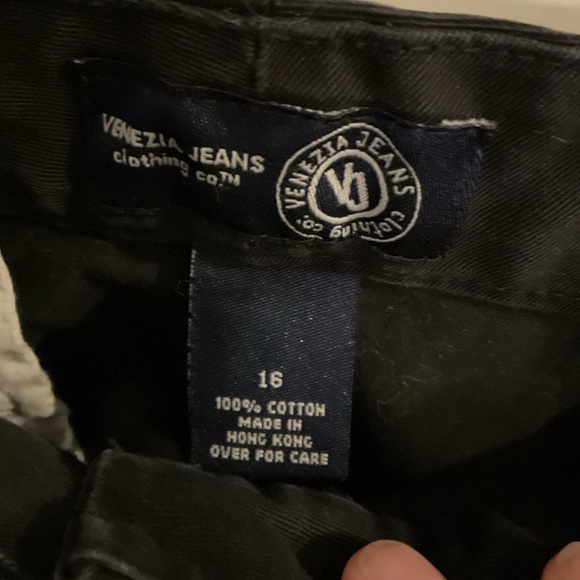 VENEZIA JEANS
clothing co.™
VENEZIA JEANS clothing co.
VJ
16
100% COTTON
MADE IN
HONG KONG
OVER FOR CARE